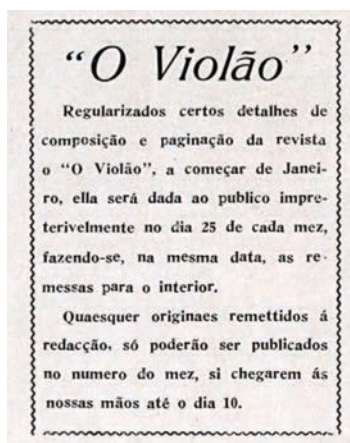 “O Violão”
Regularizados certos detalhes de
composição e paginação da revista
o “O Violão”, a começar de Janei-
ro, ella será dada ao publico impre-
terivelmente no dia 25 de cada mez,
fazendo-se, na mesma data, as re-
messas para o interior.
Quaesquer originaes remettidos á
redacção, só poderão ser publicados
no numero do mez, si chegarem ás
nossas mãos até o dia 10.